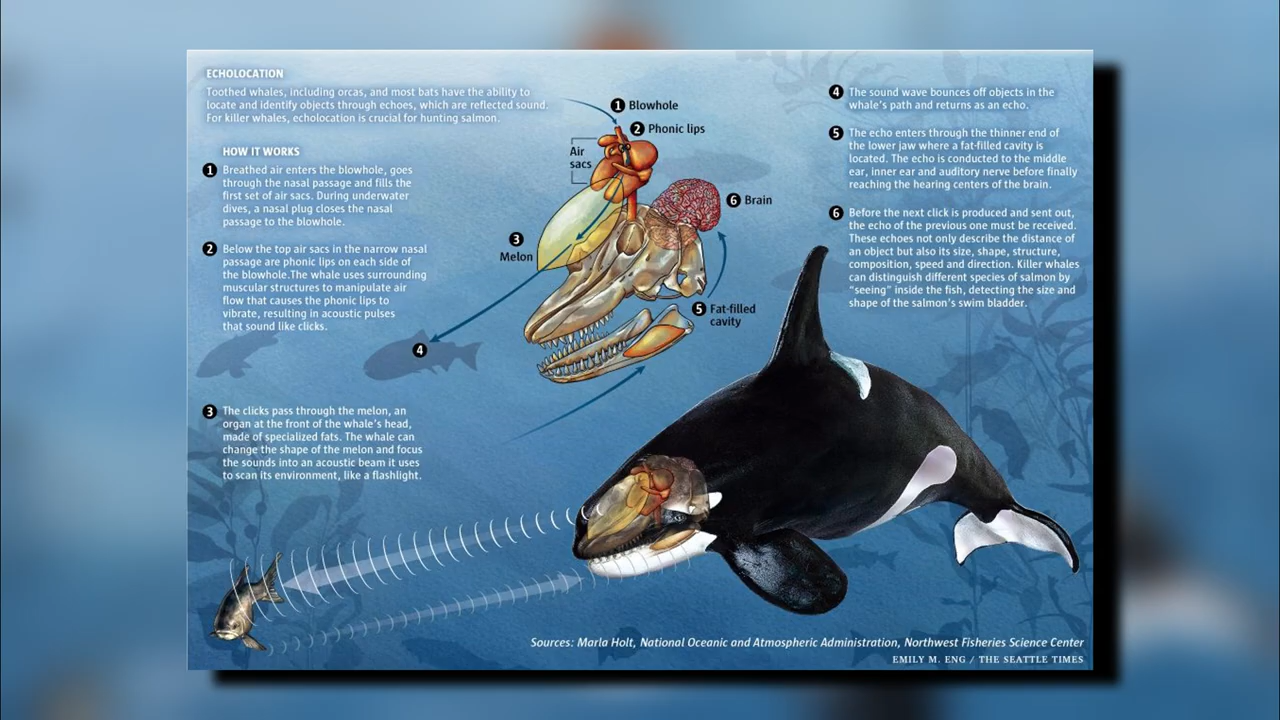 ECHOLOCATION
Toothed whales, including orcas, and most bats have the ability to
locate and identify objects through echoes, which are reflected sound.
For killer whales, echolocation is crucial for hunting salmon.
HOW IT WORKS
1 Breathed air enters the blowhole, goes
through the nasal passage and fills the
first set of air sacs. During underwater
dives, a nasal plug closes the nasal
passage to the blowhole.
2 Below the top air sacs in the narrow nasal
passage are phonic lips on each side of
the blowhole.The whale uses surrounding
muscular structures to manipulate air
flow that causes the phonic lips to
vibrate, resulting in acoustic pulses
that sound like clicks.
3 The clicks pass through the melon, an
organ at the front of the whale's head,
made of specialized fats. The whale can
change the shape of the melon and focus
the sounds into an acoustic beam it uses
to scan its environment, like a flashlight.
1 Blowhole
2 Phonic lips
Air
sacs
6 Brain
3
Melon
5 Fat-filled
cavity
4
4 The sound wave bounces off objects in the
whale's path and returns as an echo.
5 The echo enters through the thinner end of
the lower jaw where a fat-filled cavity is
located. The echo is conducted to the middle
ear, inner ear and auditory nerve before finally
reaching the hearing centers of the brain.
6 Before the next click is produced and sent out,
the echo of the previous one must be received.
These echoes not only describe the distance of
an object but also its size, shape, structure,
composition, speed and direction. Killer whales
can distinguish different species of salmon by
"seeing" inside the fish, detecting the size and
shape of the salmon's swim bladder.
Sources: Marla Holt, National Oceanic and Atmospheric Administration, Northwest Fisheries Science Center
EMILY M. ENG / THE SEATTLE TIMES